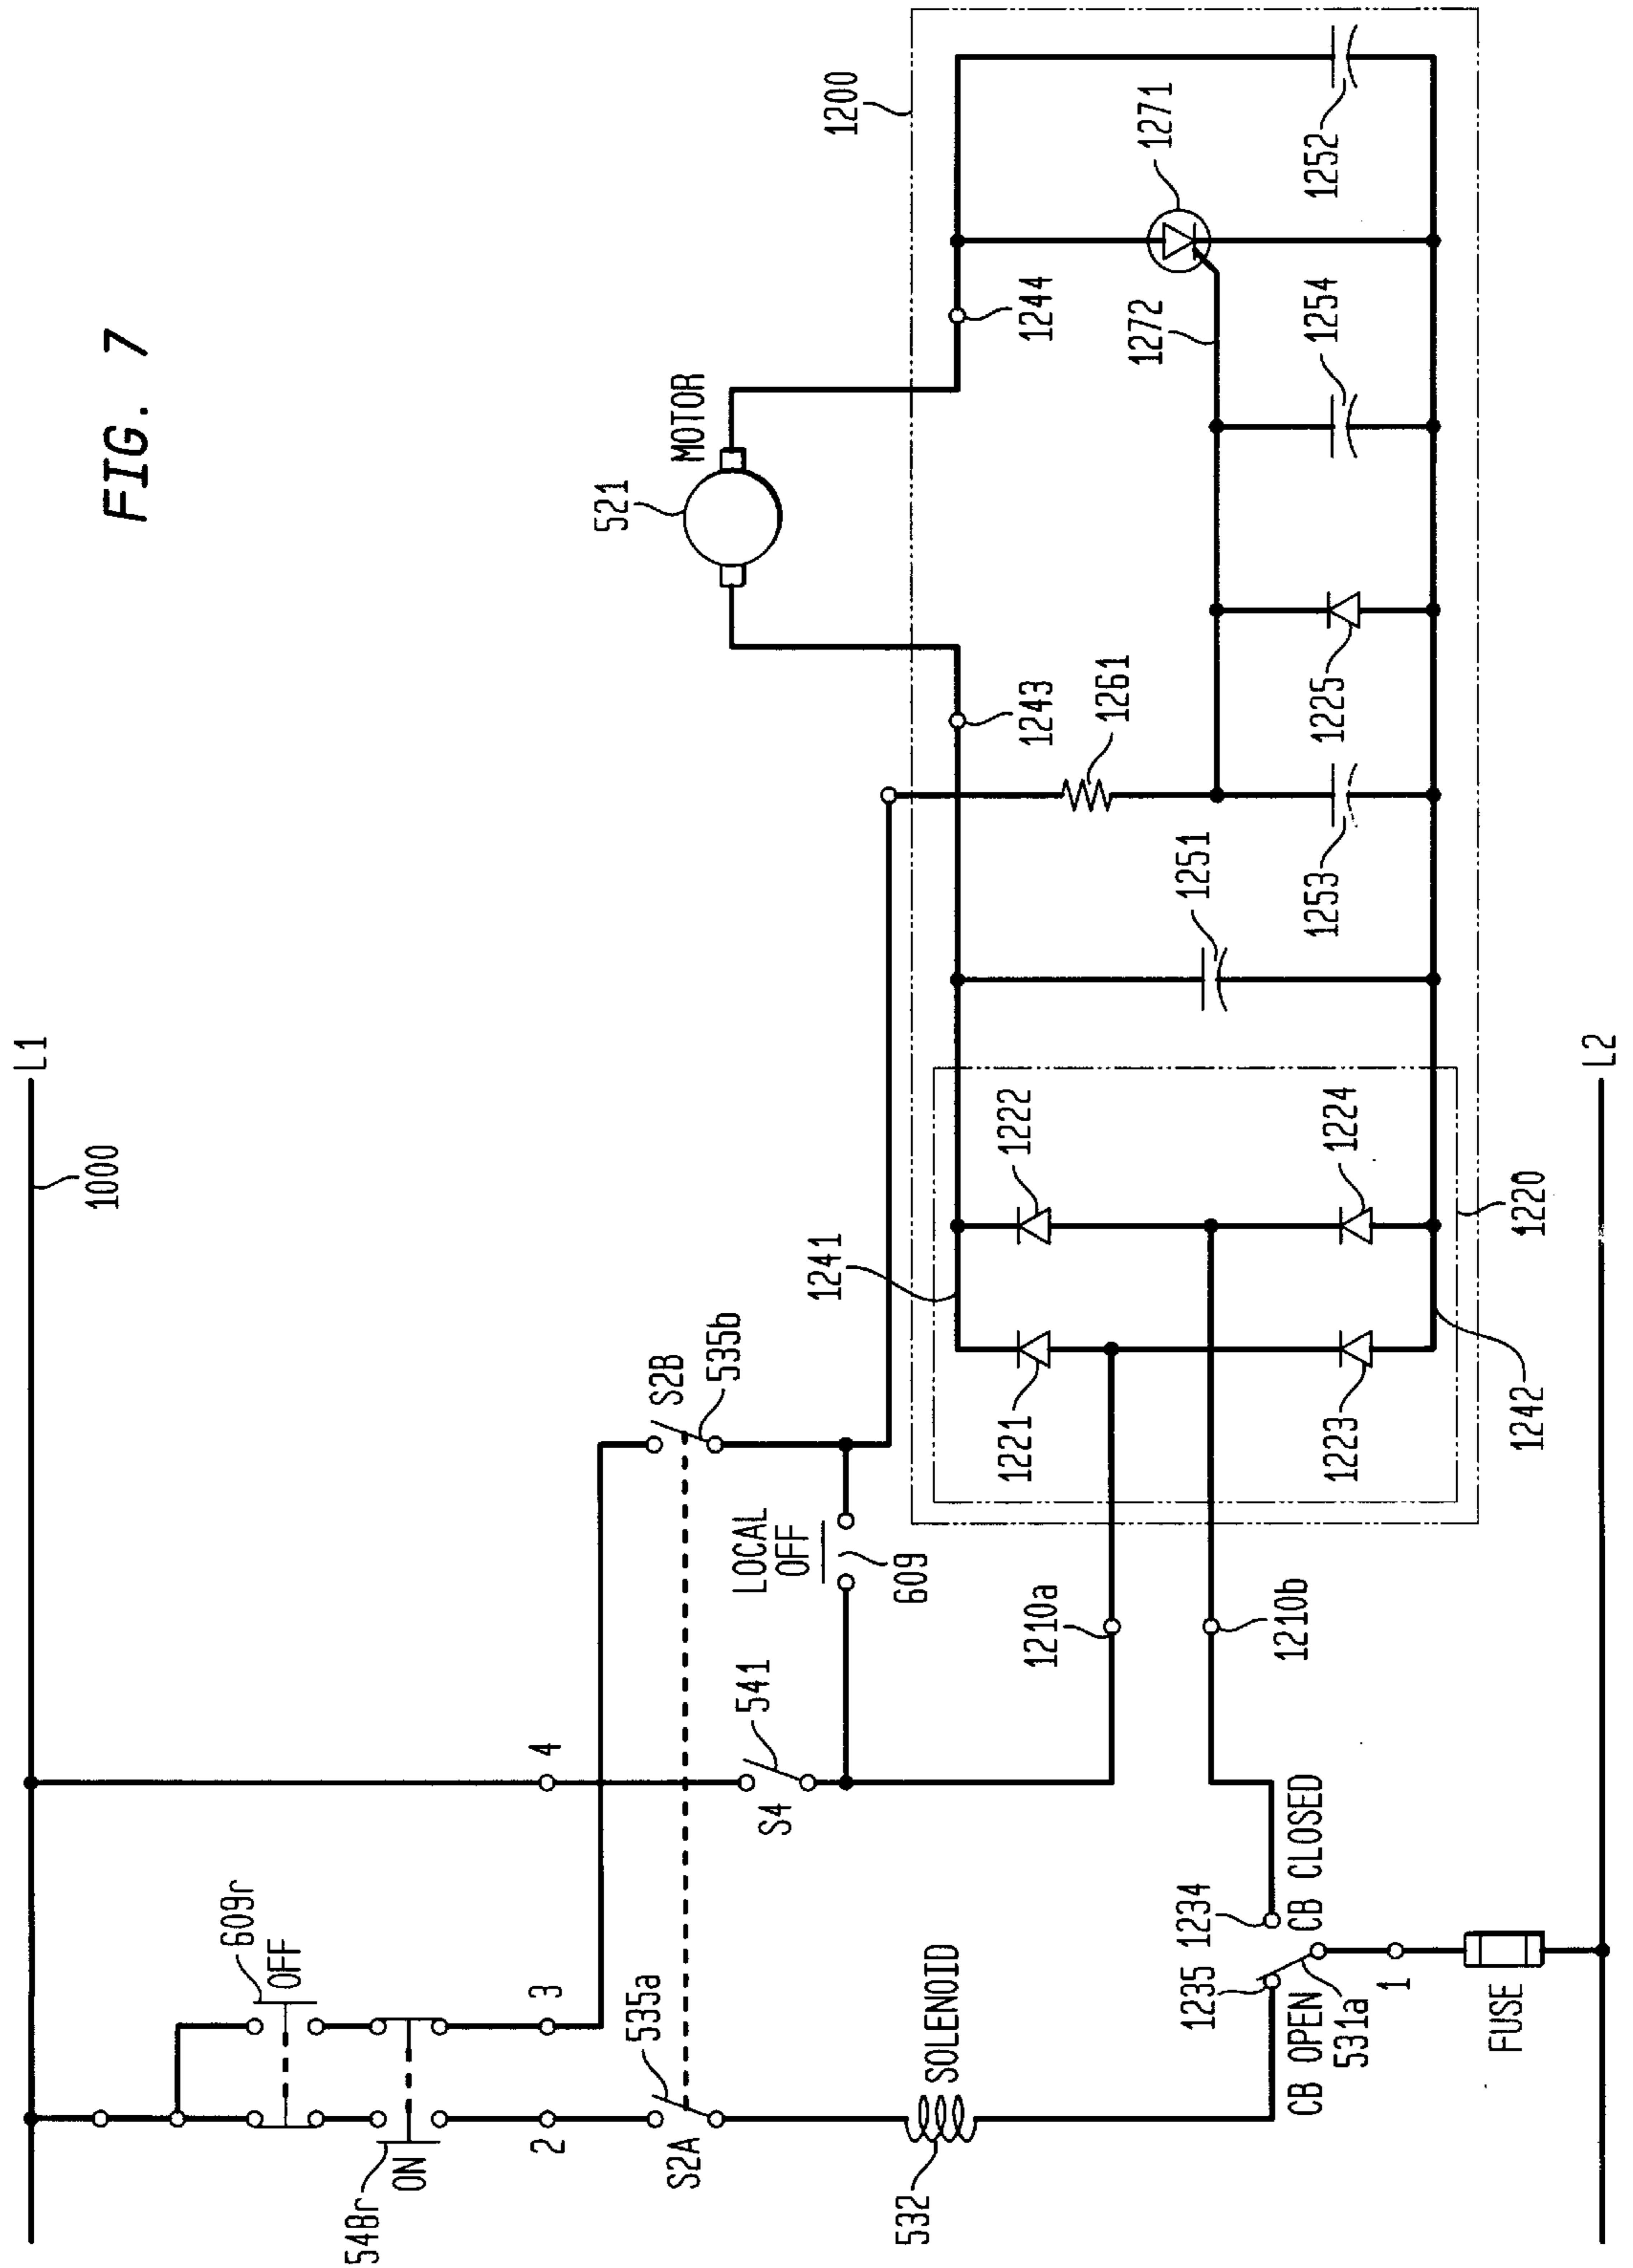 FIG. 7
L1
1000
609r
OFF
548r
ON
2
3
4
S2A
535a
S2B
535b
S4
541
LOCAL
OFF
609
SOLENOID
532
521
MOTOR
1200
1210a
1210b
1241
1242
1243
1244
1220
1221
1222
1223
1224
1225
1251
1252
1253
1254
1261
1271
1272
1235
1234
CB OPEN
CB CLOSED
531a
1
FUSE
L2